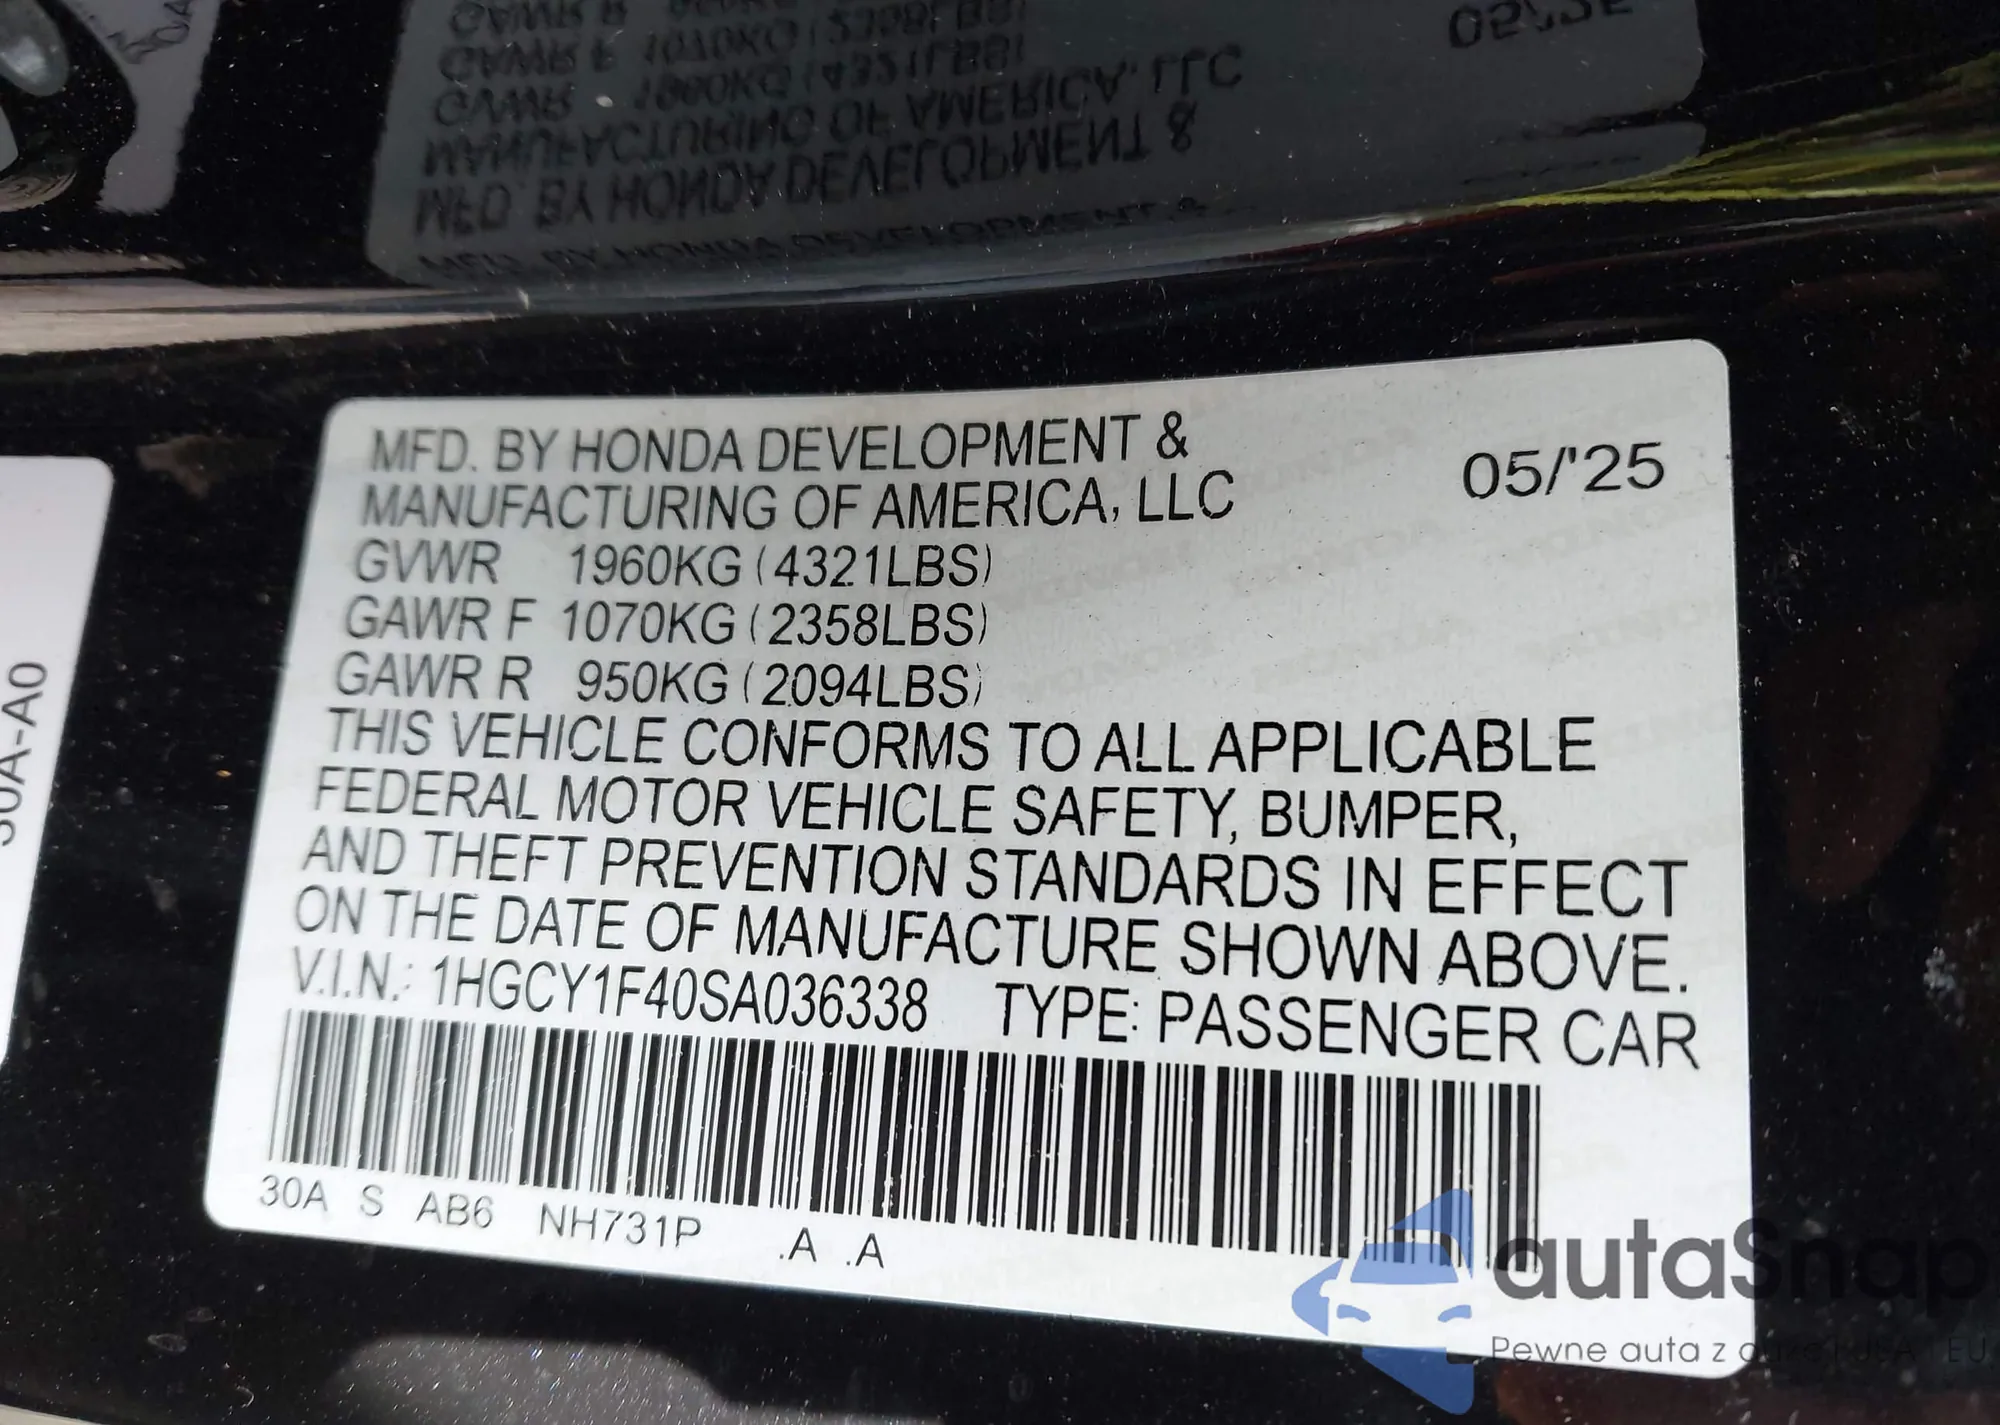 MFD. BY HONDA DEVELOPMENT &
MANUFACTURING OF AMERICA, LLC
05/'25
GVWR 1960KG (4321LBS)
GAWR F 1070KG (2358LBS)
GAWR R 950KG (2094LBS)
THIS VEHICLE CONFORMS TO ALL APPLICABLE
FEDERAL MOTOR VEHICLE SAFETY, BUMPER,
AND THEFT PREVENTION STANDARDS IN EFFECT
ON THE DATE OF MANUFACTURE SHOWN ABOVE.
V.I.N.: 1HGCY1F40SA036338 TYPE: PASSENGER CAR
30A S AB6 NH731P .A .A
autaSnap
Pewne auta z